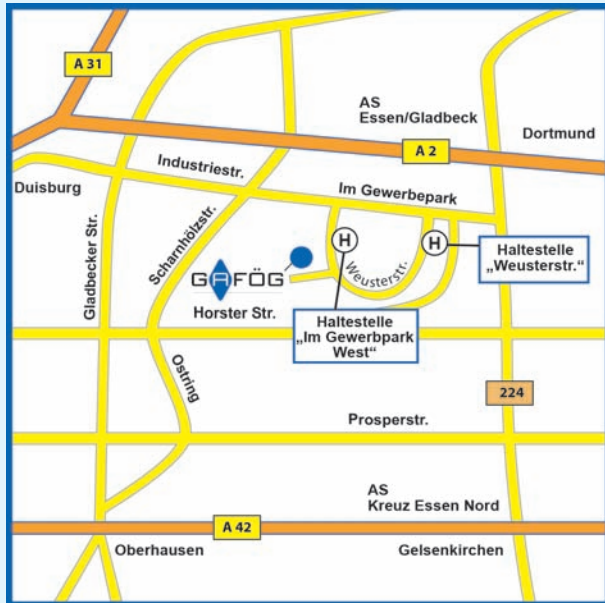 A 31
AS
Essen/Gladbeck
Dortmund
A 2
Industriestr.
Duisburg
Im Gewerbepark
Gladbecker Str.
Scharnhölzstr.
H
H
Haltestelle
„Weusterstr.“
Weusterstr.
GAFÖG
Horster Str.
Haltestelle
„Im Gewerbpark
West“
Ostring
224
Prosperstr.
AS
Kreuz Essen Nord
A 42
Oberhausen
Gelsenkirchen